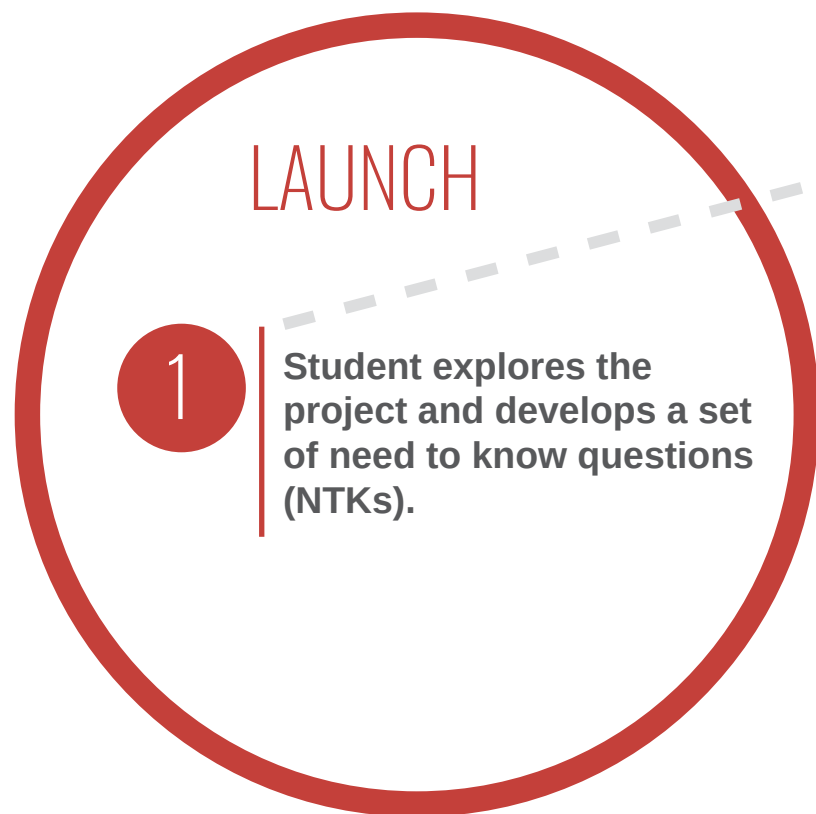 LAUNCH
1
Student explores the
project and develops a set
of need to know questions
(NTKs).